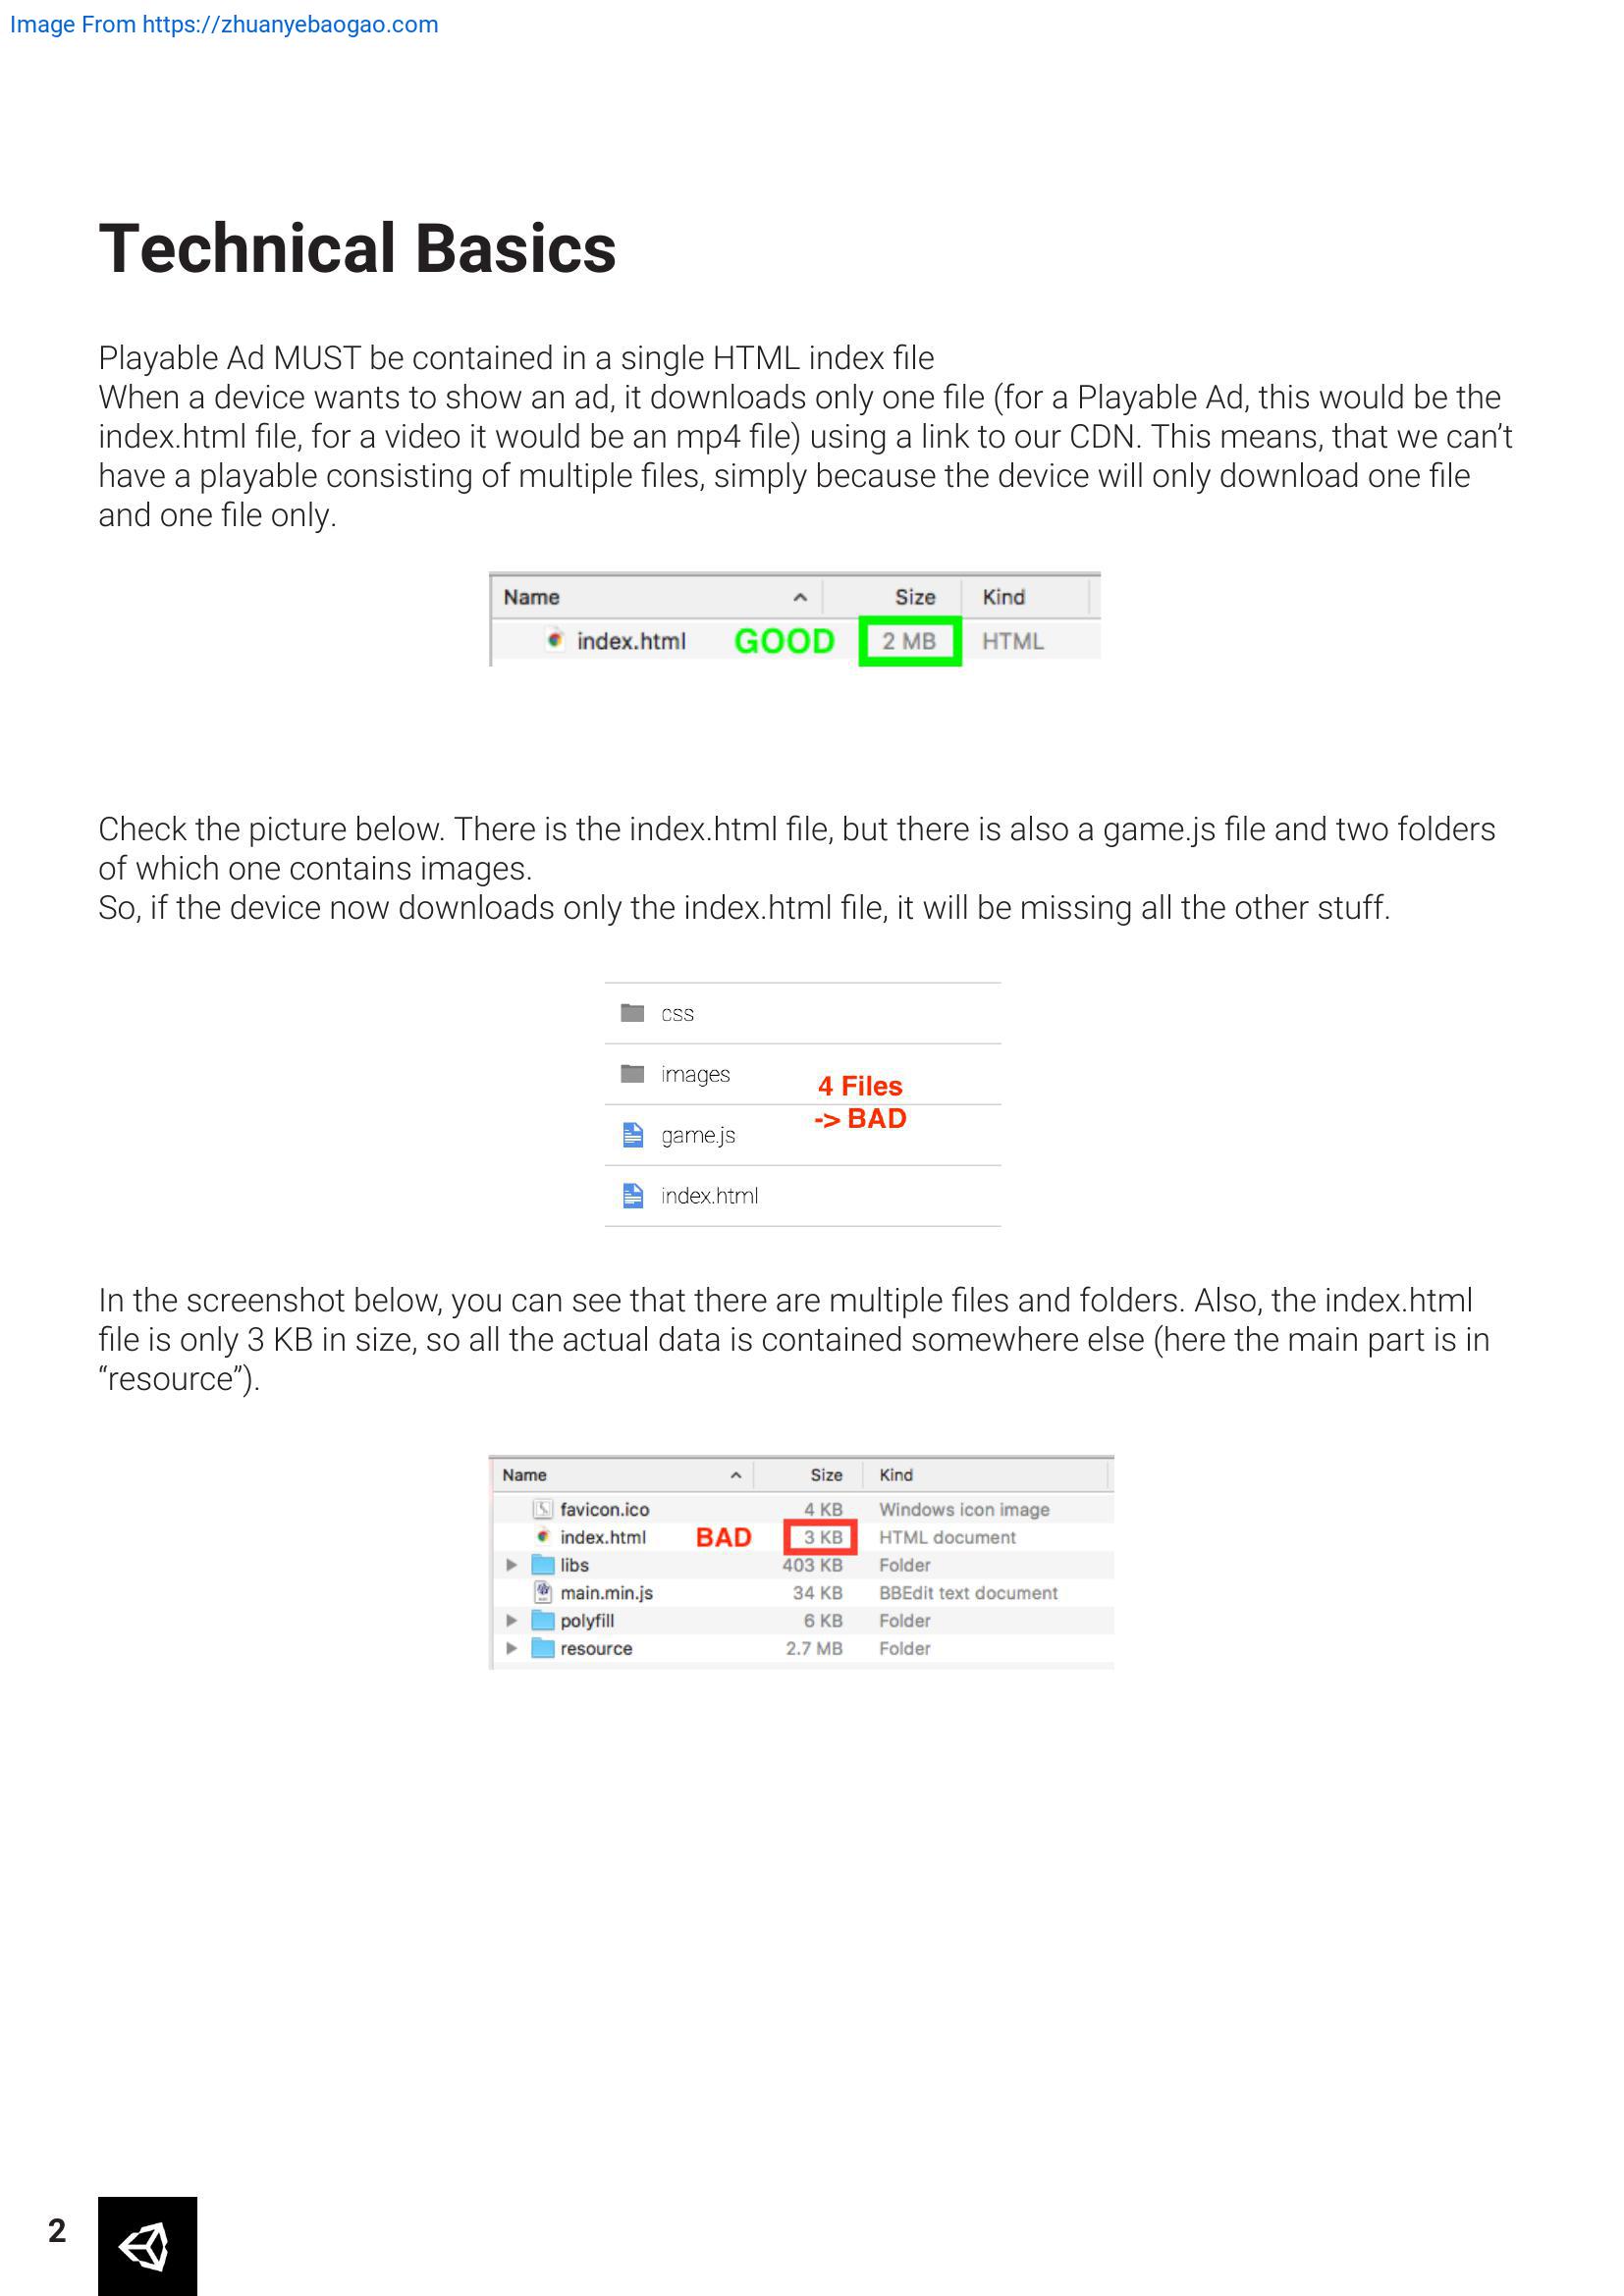 Image From https://zhuanyebaogao.com
Technical Basics
Playable Ad MUST be contained in a single HTML index file
When a device wants to show an ad, it downloads only one file (for a Playable Ad, this would be the
index.html file, for a video it would be an mp4 file) using a link to our CDN. This means, that we can’t
have a playable consisting of multiple files, simply because the device will only download one file
and one file only.
Name Size Kind
index.html GOOD 2 MB HTML
Check the picture below. There is the index.html file, but there is also a game.js file and two folders
of which one contains images.
So, if the device now downloads only the index.html file, it will be missing all the other stuff.
css
images
4 Files
-> BAD
game.js
index.html
In the screenshot below, you can see that there are multiple files and folders. Also, the index.html
file is only 3 KB in size, so all the actual data is contained somewhere else (here the main part is in
“resource”).
Name Size Kind
favicon.ico 4 KB Windows icon image
index.html BAD 3 KB HTML document
libs 403 KB Folder
main.min.js 34 KB BBEdit text document
polyfill 6 KB Folder
resource 2.7 MB Folder
2